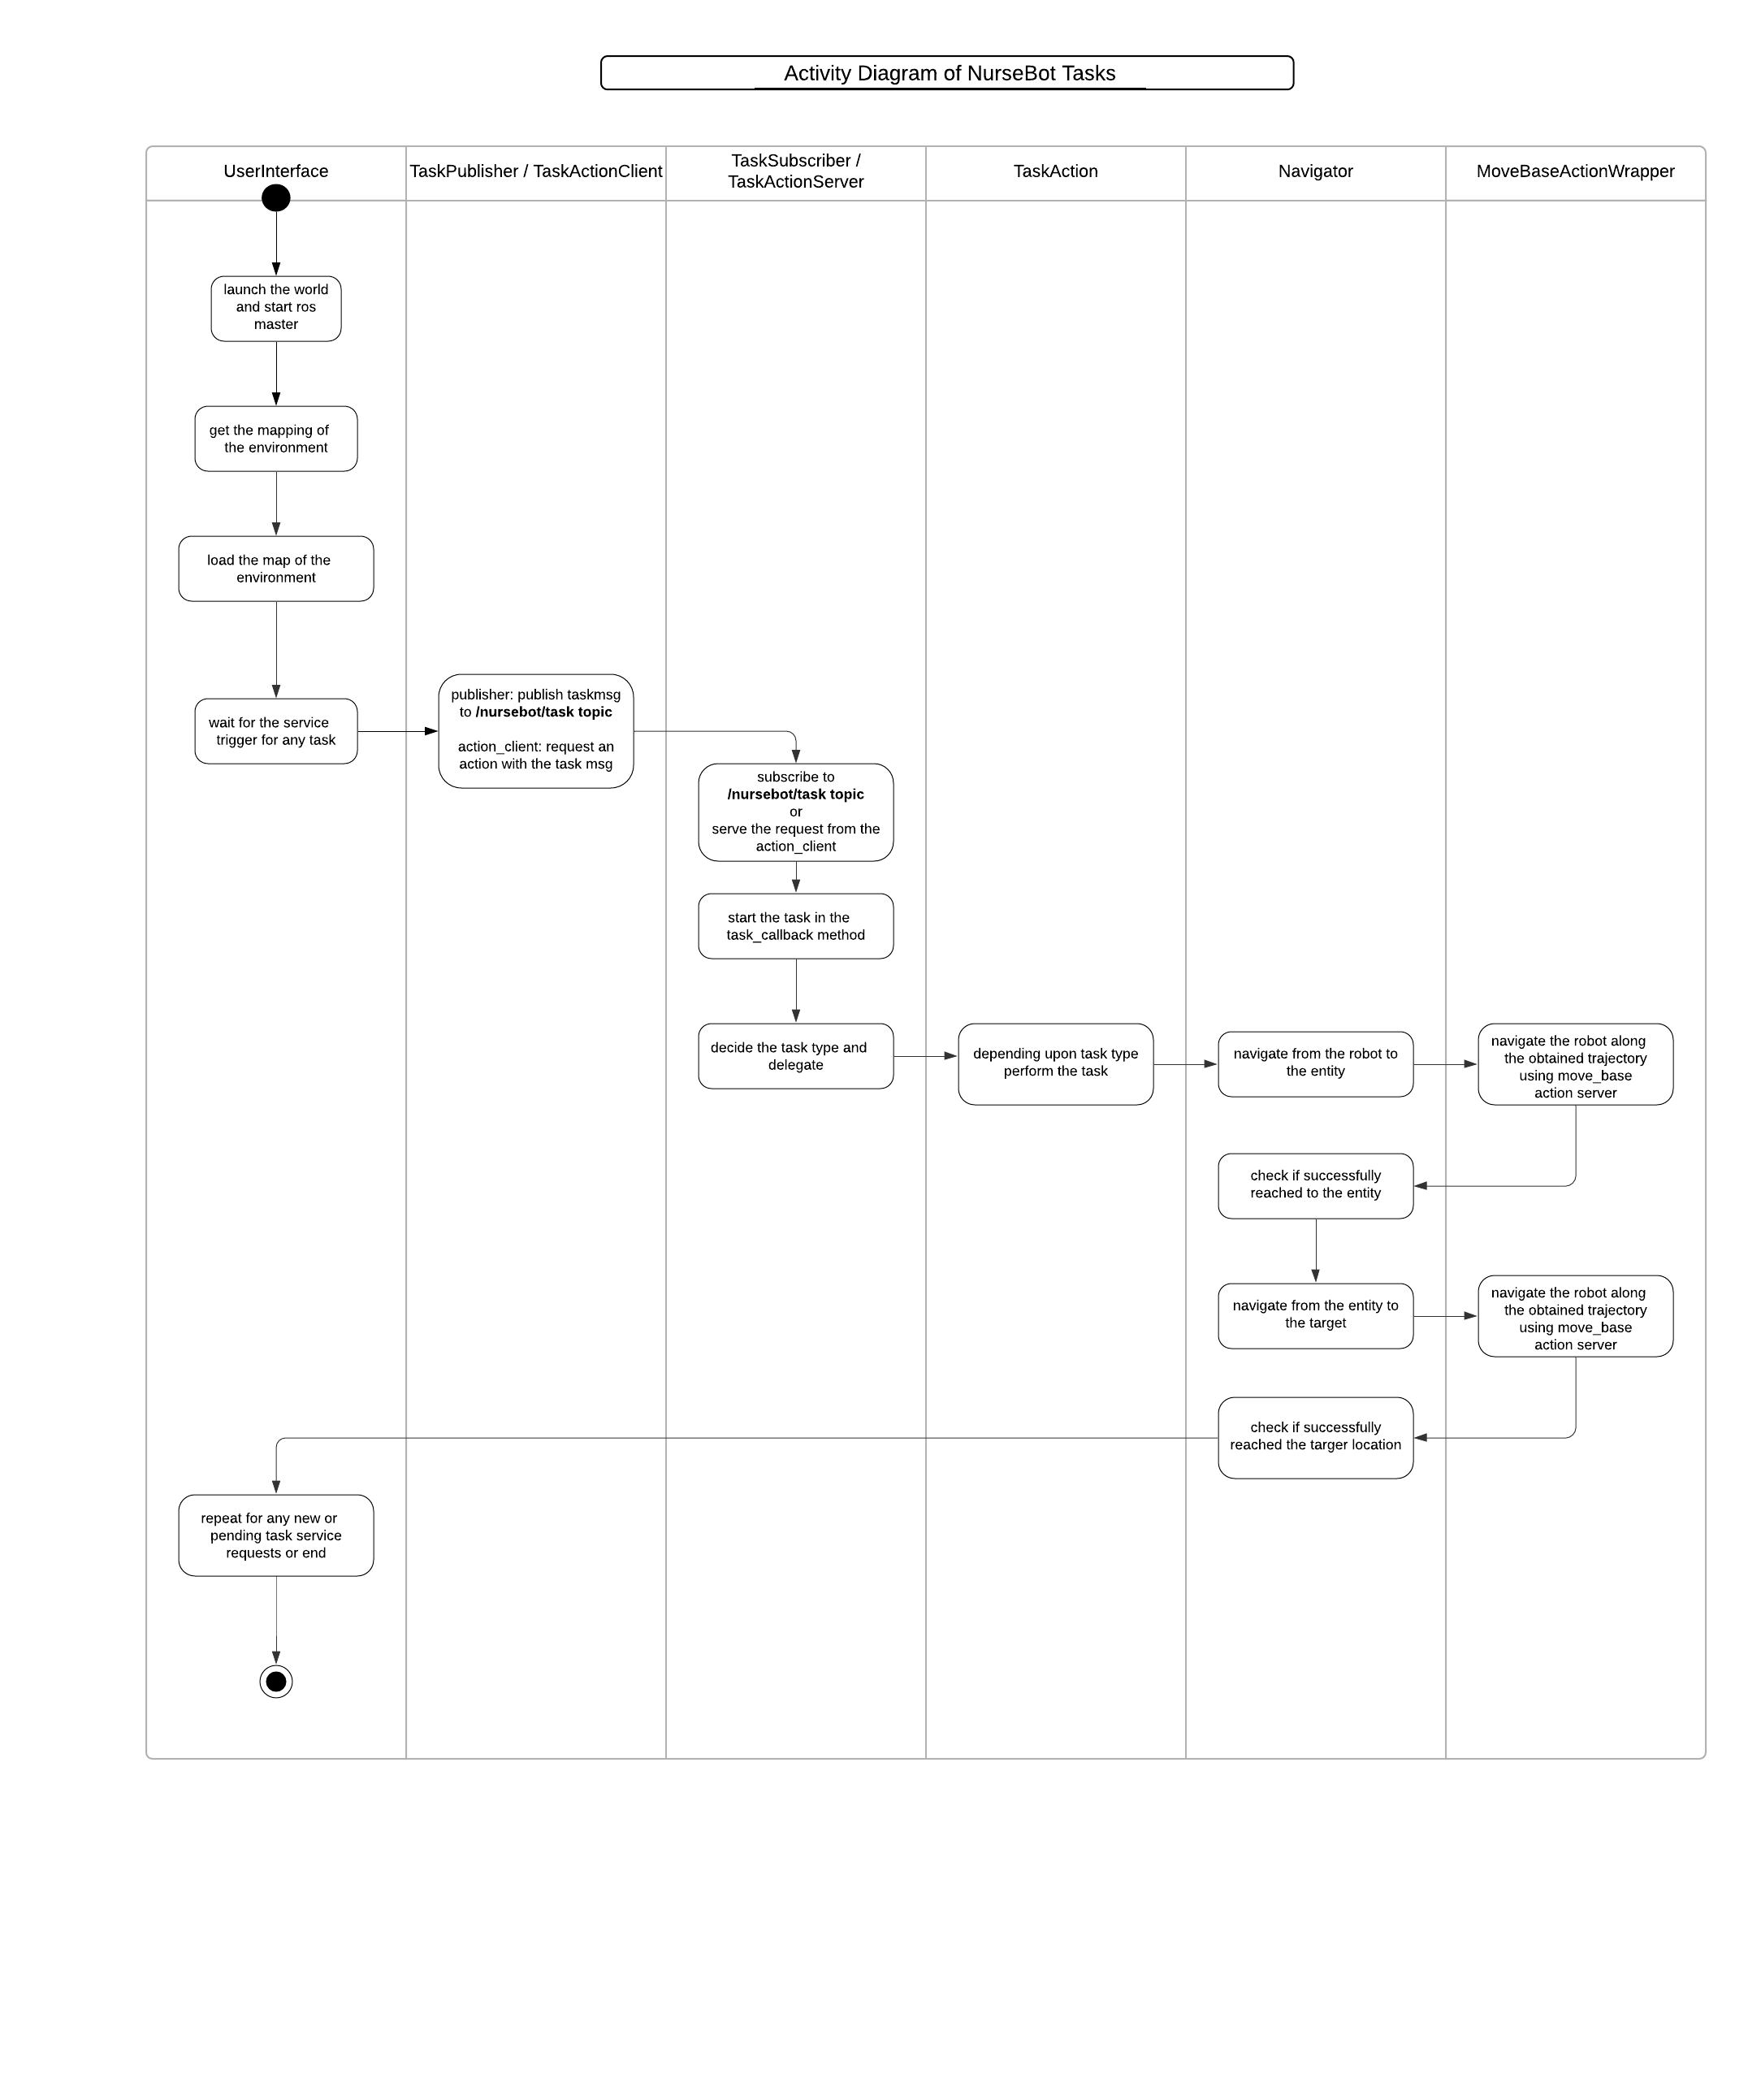 Activity Diagram of NurseBot Tasks
UserInterface
TaskPublisher / TaskActionClient
TaskSubscriber /
TaskActionServer
TaskAction
Navigator
MoveBaseActionWrapper
launch the world
and start ros
master
get the mapping of
the environment
load the map of the
environment
wait for the service
trigger for any task
publisher: publish taskmsg
to /nursebot/task topic
action_client: request an
action with the task msg
subscribe to
/nursebot/task topic
or
serve the request from the
action_client
start the task in the
task_callback method
decide the task type and
delegate
depending upon task type
perform the task
navigate from the robot to
the entity
navigate the robot along
the obtained trajectory
using move_base
action server
check if successfully
reached to the entity
navigate from the entity to
the target
navigate the robot along
the obtained trajectory
using move_base
action server
check if successfully
reached the targer location
repeat for any new or
pending task service
requests or end